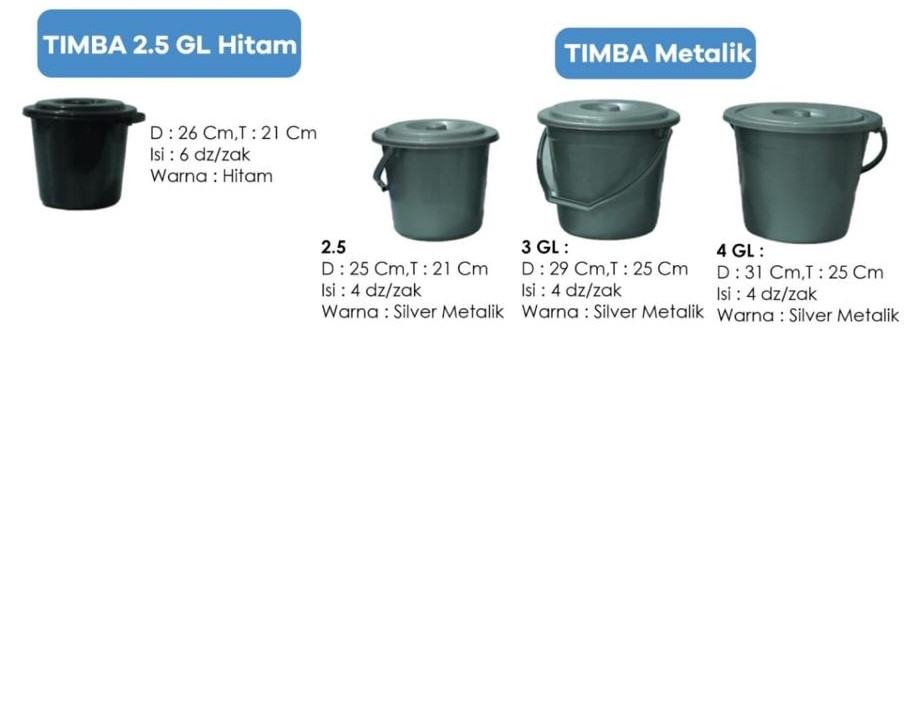 TIMBA 2.5 GL Hitam
D : 26 Cm,T : 21 Cm
Isi : 6 dz/zak
Warna : Hitam
TIMBA Metalik
2.5
D : 25 Cm,T : 21 Cm
Isi : 4 dz/zak
Warna : Silver Metalik
3 GL :
D : 29 Cm,T : 25 Cm
Isi : 4 dz/zak
Warna : Silver Metalik
4 GL :
D : 31 Cm,T : 25 Cm
Isi : 4 dz/zak
Warna : Silver Metalik